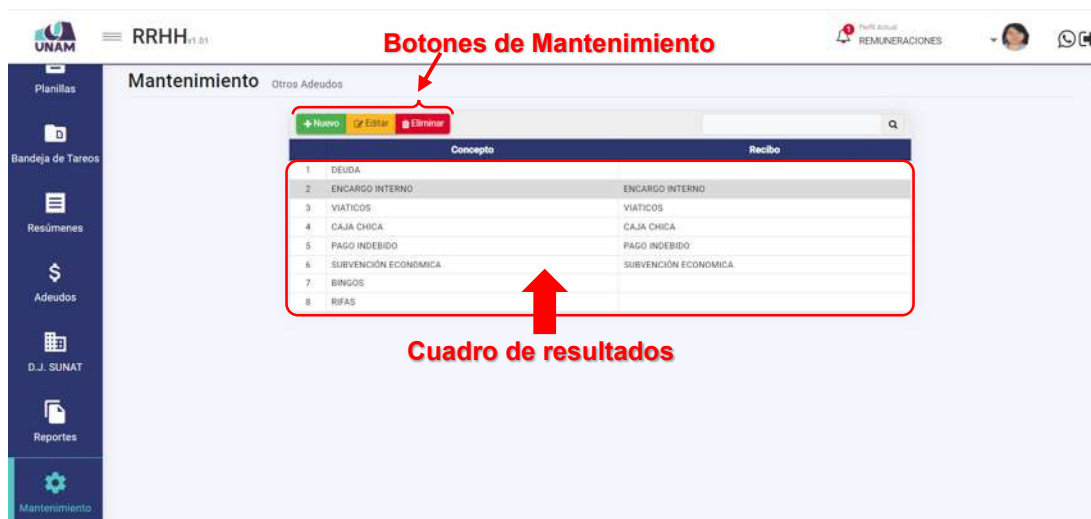 UNAM
RRHH v1.01
Botones de Mantenimiento
Perfil Actual
REMUNERACIONES
Planillas
Mantenimiento Otros Adeudos
Nuevo Editar Eliminar
D
Bandeja de Tareos
Concepto Recibo
1 DEUDA
2 ENCARGO INTERNO ENCARGO INTERNO
3 VIATICOS VIATICOS
4 CAJA CHICA CAJA CHICA
5 PAGO INDEBIDO PAGO INDEBIDO
6 SUBVENCIÓN ECONOMICA SUBVENCIÓN ECONOMICA
7 BINGOS
8 RIFAS
Resúmenes
$
Adeudos
Cuadro de resultados
D.J. SUNAT
Reportes
Mantenimiento